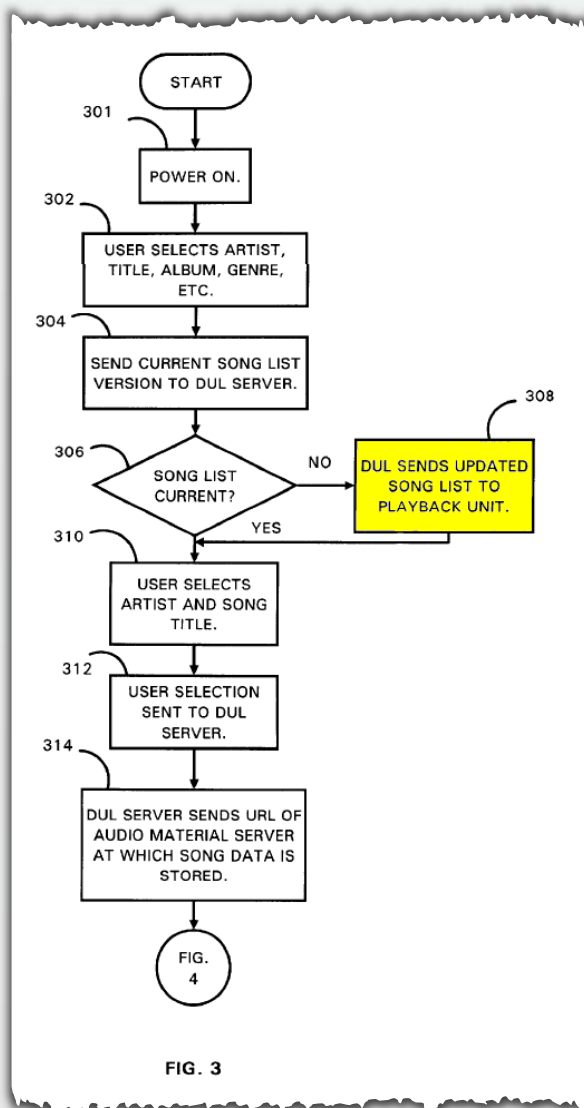 START
301
POWER ON.
302
USER SELECTS ARTIST,
TITLE, ALBUM, GENRE,
ETC.
304
SEND CURRENT SONG LIST
VERSION TO DUL SERVER.
306
SONG LIST
CURRENT?
NO
308
DUL SENDS UPDATED
SONG LIST TO
PLAYBACK UNIT.
YES
310
USER SELECTS
ARTIST AND SONG
TITLE.
312
USER SELECTION
SENT TO DUL
SERVER.
314
DUL SERVER SENDS URL OF
AUDIO MATERIAL SERVER
AT WHICH SONG DATA IS
STORED.
FIG.
4
FIG. 3